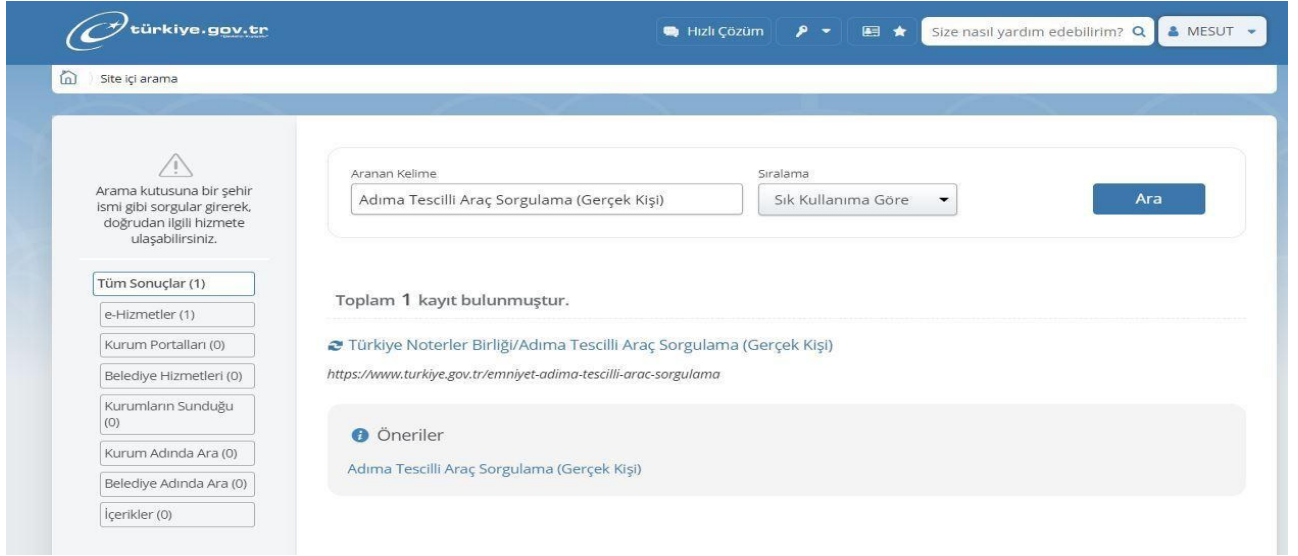 türkiye.gov.tr
Hızlı Çözüm
Size nasıl yardım edebilirim?
MESUT
Site içi arama
Arama kutusuna bir şehir
ismi gibi sorgular girerek,
doğrudan ilgili hizmete
ulaşabilirsiniz.
Tüm Sonuçlar (1)
e-Hizmetler (1)
Kurum Portalları (0)
Belediye Hizmetleri (0)
Kurumların Sunduğu
(0)
Kurum Adında Ara (0)
Belediye Adında Ara (0)
İçerikler (0)
Aranan Kelime
Adıma Tescilli Araç Sorgulama (Gerçek Kişi)
Sıralama
Sık Kullanıma Göre
Ara
Toplam 1 kayıt bulunmuştur.
Türkiye Noterler Birliği/Adıma Tescilli Araç Sorgulama (Gerçek Kişi)
https://www.turkiye.gov.tr/emniyet-adima-tescilli-arac-sorgulama
Öneriler
Adıma Tescilli Araç Sorgulama (Gerçek Kişi)